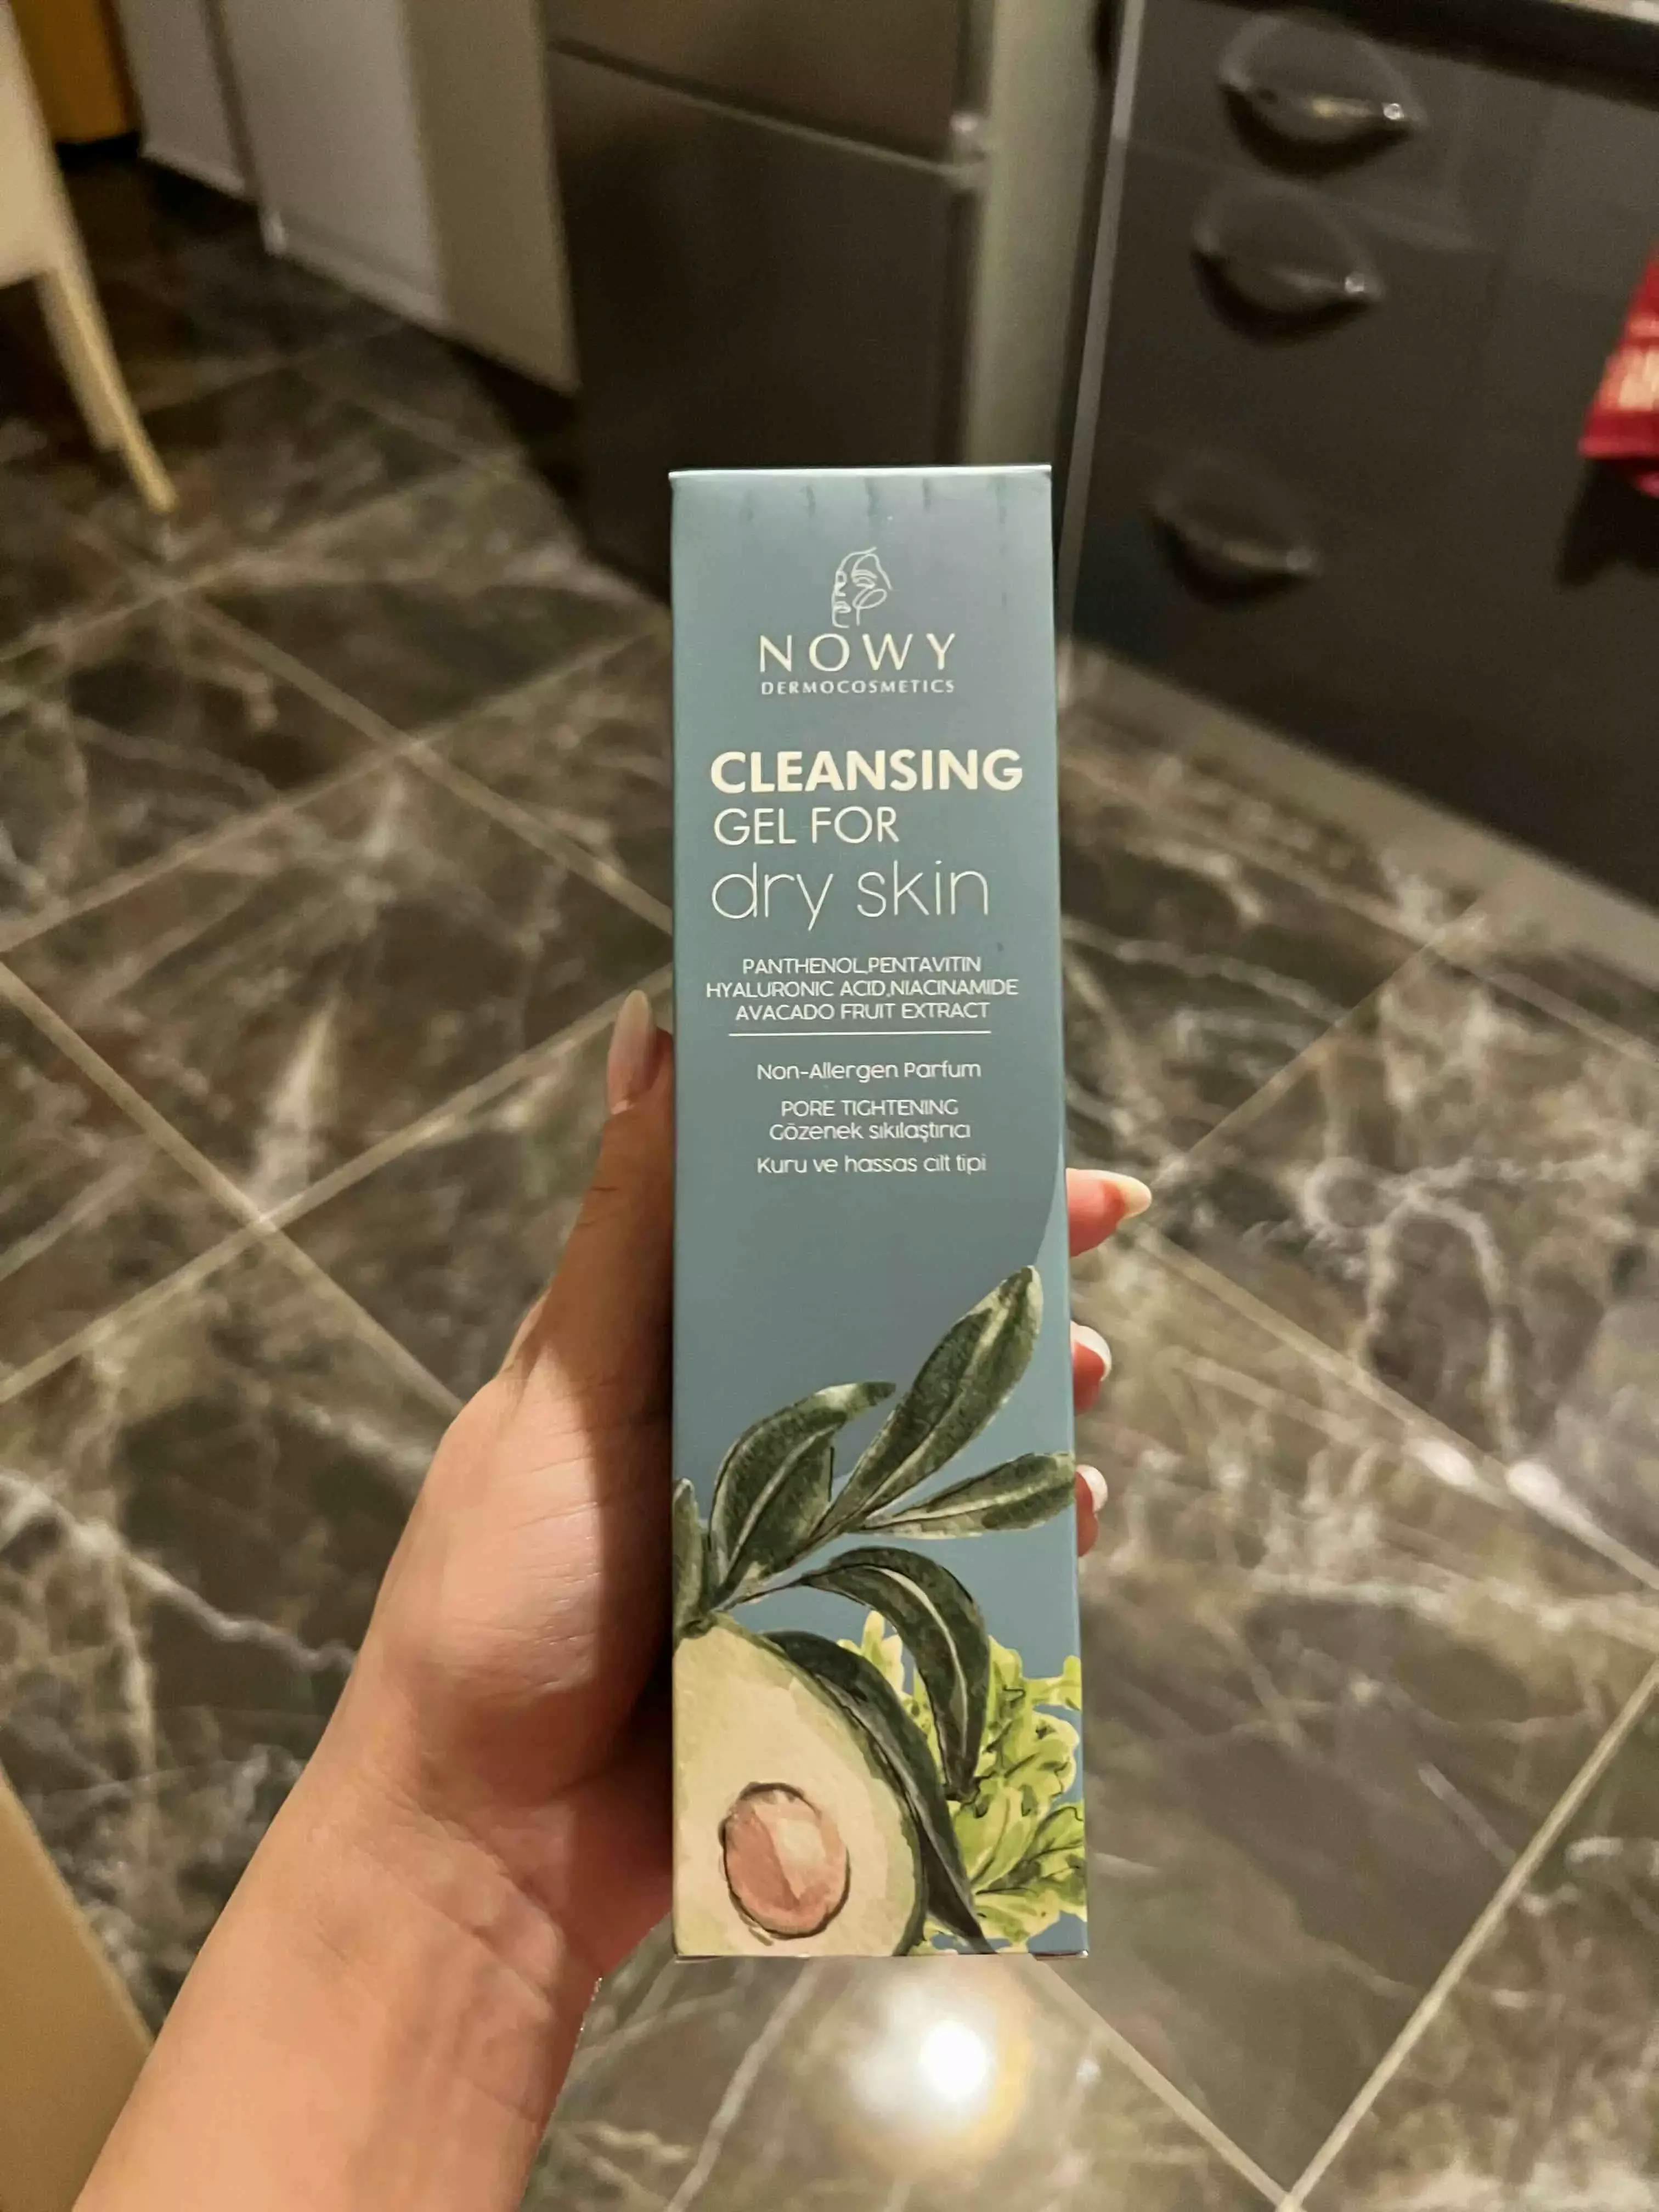 NOWY
DERMOCOSMETICS
CLEANSING
GEL FOR
dry skin
PANTHENOL,PENTAVITIN
HYALURONIC ACID,NIACINAMIDE
AVACADO FRUIT EXTRACT
Non-Allergen Parfum
PORE TIGHTENING
Gözenek sıkılaştırıcı
Kuru ve hassas cilt tipi